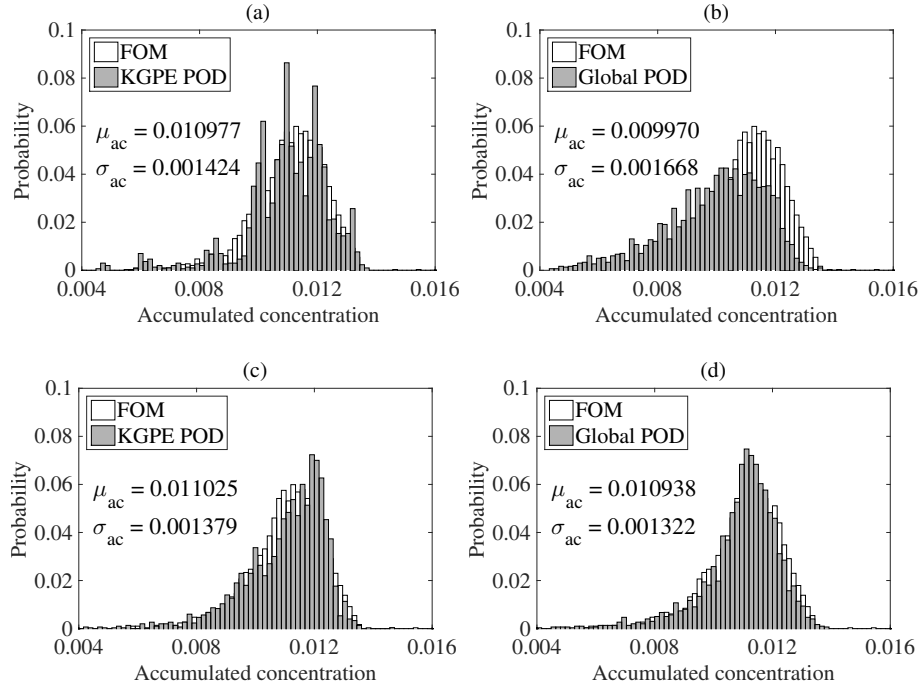 (a)
0.1
0.08
0.06
0.04
0.02
0
Probability
FOM
KGPE POD
μac = 0.010977
σac = 0.001424
0.004 0.008 0.012 0.016
Accumulated concentration
(b)
0.1
0.08
0.06
0.04
0.02
0
Probability
FOM
Global POD
μac = 0.009970
σac = 0.001668
0.004 0.008 0.012 0.016
Accumulated concentration
(c)
0.1
0.08
0.06
0.04
0.02
0
Probability
FOM
KGPE POD
μac = 0.011025
σac = 0.001379
0.004 0.008 0.012 0.016
Accumulated concentration
(d)
0.1
0.08
0.06
0.04
0.02
0
Probability
FOM
Global POD
μac = 0.010938
σac = 0.001322
0.004 0.008 0.012 0.016
Accumulated concentration